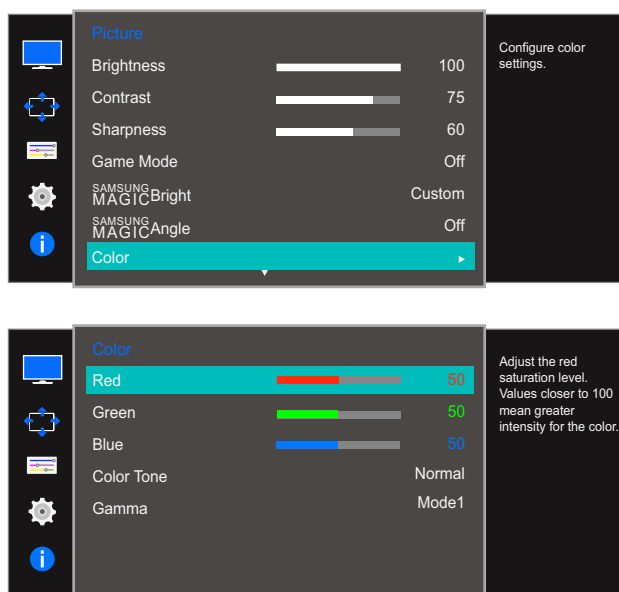 Picture
Brightness 100
Contrast 75
Sharpness 60
Game Mode Off
SAMSUNG
MAGICBright Custom
SAMSUNG
MAGICAngle Off
Color
Configure color
settings.
Color
Red 50
Green 50
Blue 50
Color Tone Normal
Gamma Mode1
Adjust the red
saturation level.
Values closer to 100
mean greater
intensity for the color.